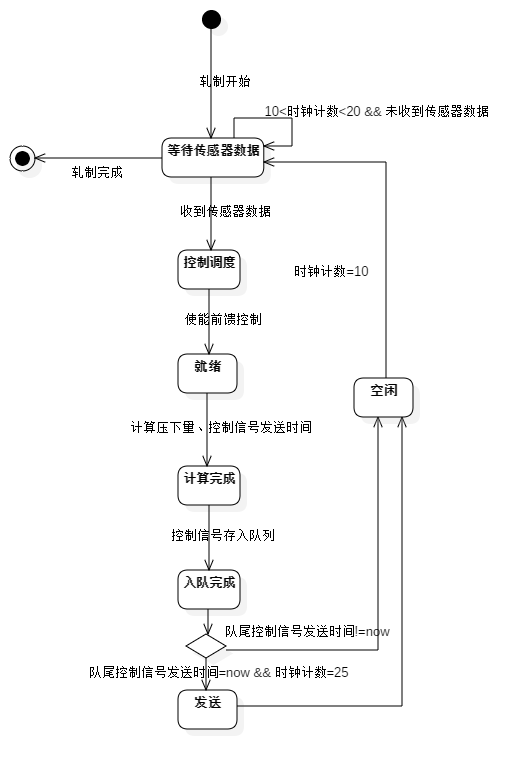 轧制开始
10<时钟计数<20 && 未收到传感器数据
等待传感器数据
轧制完成
收到传感器数据
控制调度
时钟计数=10
使能前馈控制
就绪
空闲
计算压下量、控制信号发送时间
计算完成
控制信号存入队列
入队完成
队尾控制信号发送时间!=now
队尾控制信号发送时间=now && 时钟计数=25
发送